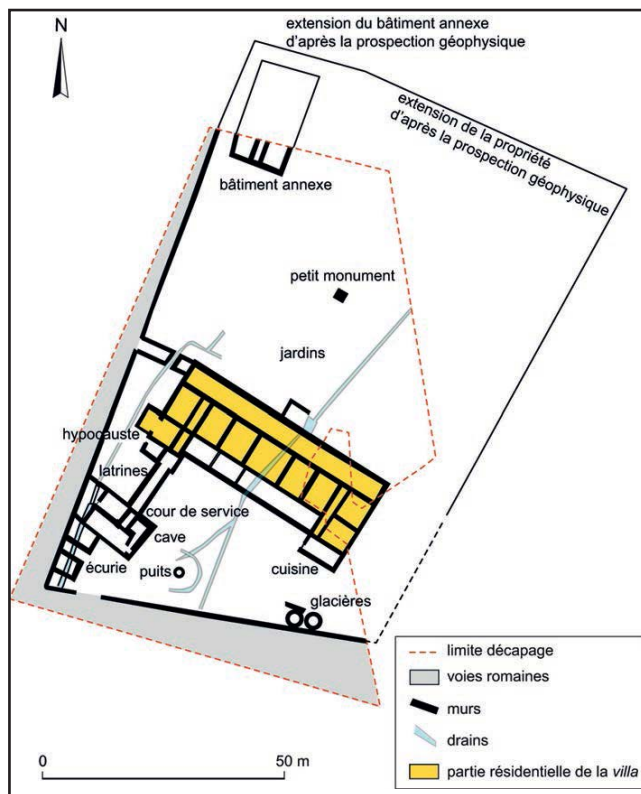 extension du bâtiment annexe
d'après la prospection géophysique
N
extension de la propriété
d'après la prospection géophysique
bâtiment annexe
petit monument
jardins
hypocauste
latrines
cour de service
cave
écurie
puits
cuisine
glacières
limite décapage
voies romaines
murs
drains
partie résidentielle de la villa
0
50 m